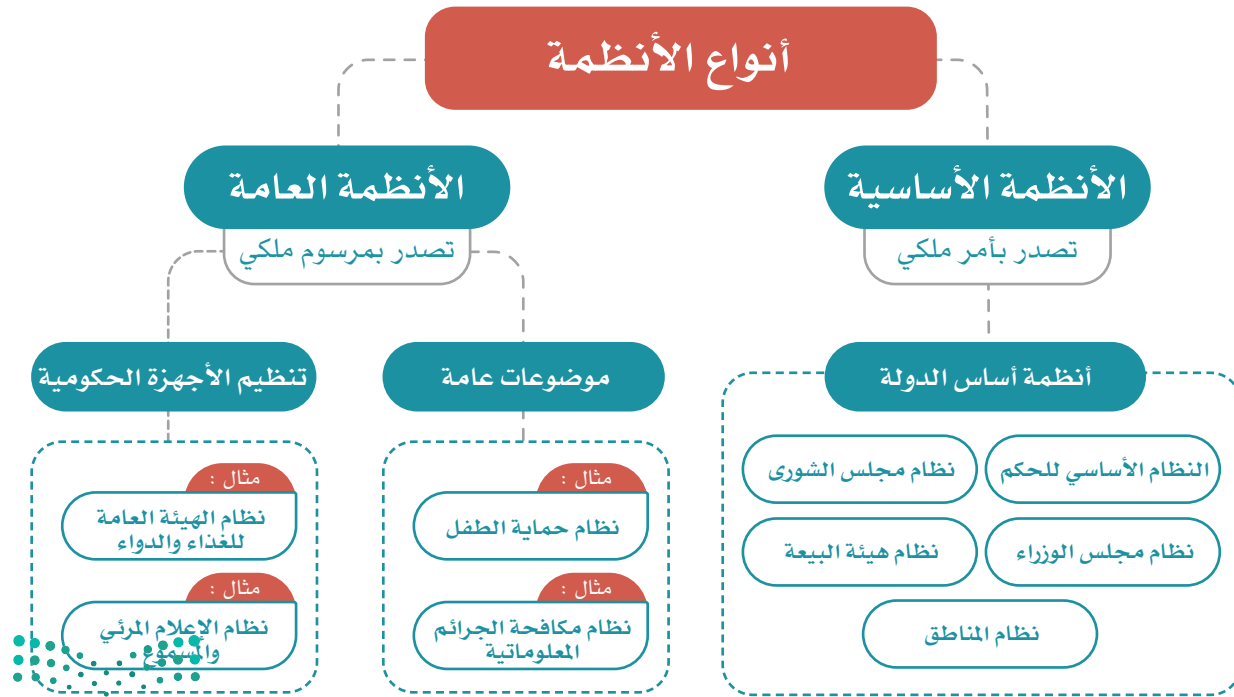 أنواع الأنظمة
الأنظمة الأساسية
تصدر بأمر ملكي
أنظمة أساس الدولة
النظام الأساسي للحكم
نظام مجلس الشورى
نظام مجلس الوزراء
نظام هيئة البيعة
نظام المناطق
الأنظمة العامة
تصدر بمرسوم ملكي
موضوعات عامة
مثال :
نظام حماية الطفل
مثال :
نظام مكافحة الجرائم
المعلوماتية
تنظيم الأجهزة الحكومية
مثال :
نظام الهيئة العامة
للغذاء والدواء
مثال :
نظام الإعلام المرئي
والمسموع